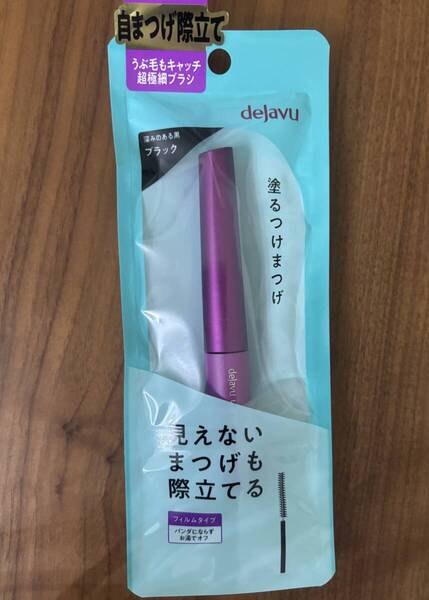 自まつげ際立て
うぶ毛もキャッチ
超極細ブラシ
dejavu
深みのある黒
ブラック
塗るつけまつげ
dejavu
見えない
まつげも
際立てる
フィルムタイプ
パンダにならず
お湯でオフ